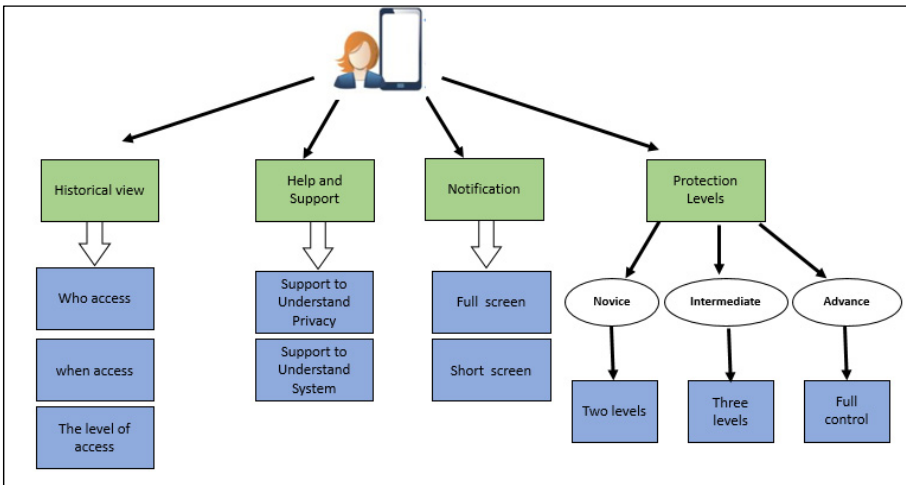 Historical view
Help and
Support
Notification
Protection
Levels
Who access
when access
The level of
access
Support to
Understand
Privacy
Support to
Understand
System
Full screen
Short screen
Novice
Intermediate
Advance
Two levels
Three
levels
Full
control